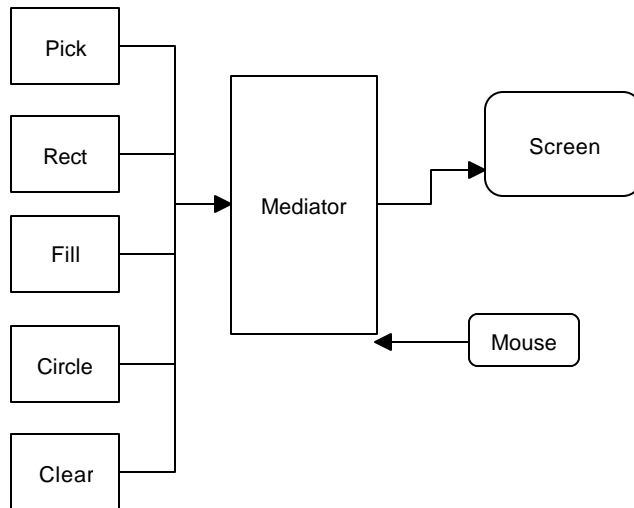 Pick
Rect
Fill
Circle
Clear
Mediator
Screen
Mouse